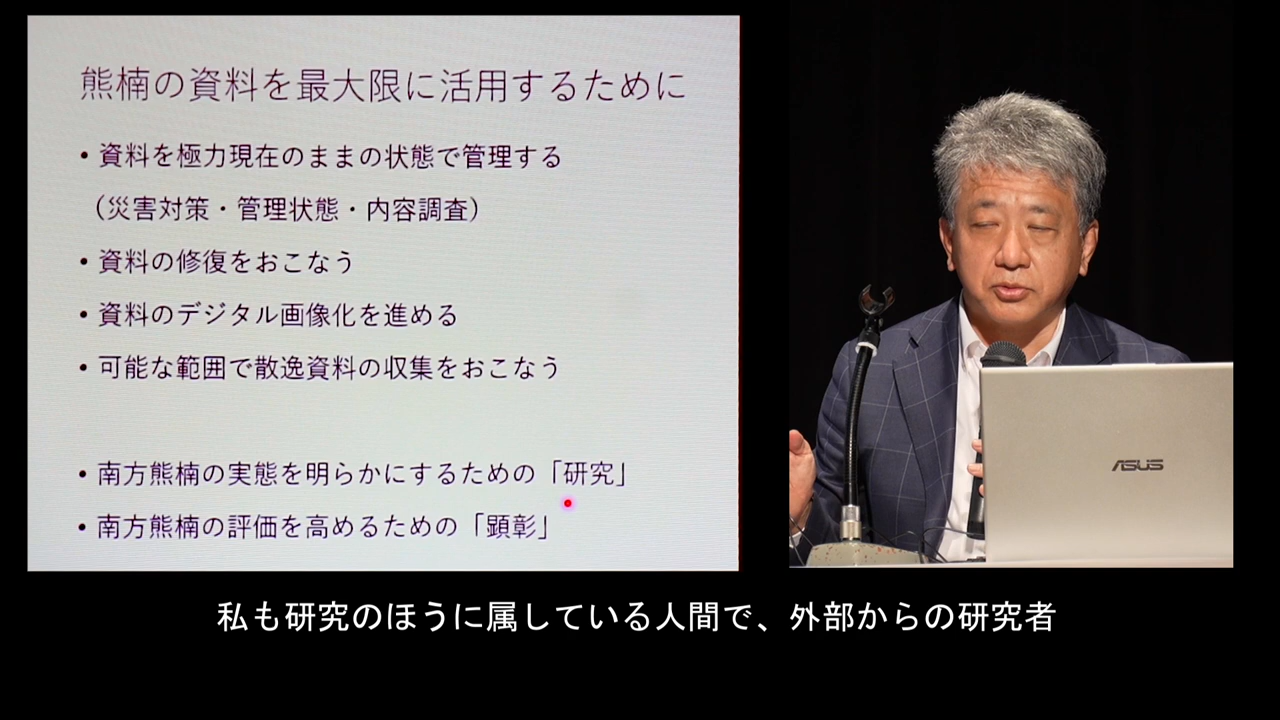 熊楠の資料を最大限に活用するために
• 資料を極力現在のままの状態で管理する
（災害対策・管理状態・内容調査）
• 資料の修復をおこなう
• 資料のデジタル画像化を進める
• 可能な範囲で散逸資料の収集をおこなう
• 南方熊楠の実態を明らかにするための「研究」
• 南方熊楠の評価を高めるための「顕彰」
ASUS
私も研究のほうに属している人間で、外部からの研究者